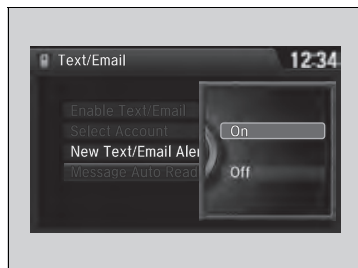 Text/Email
12:34
Enable Text/Email
Select Account
New Text/Email Aler
Message Auto Read
On
Off